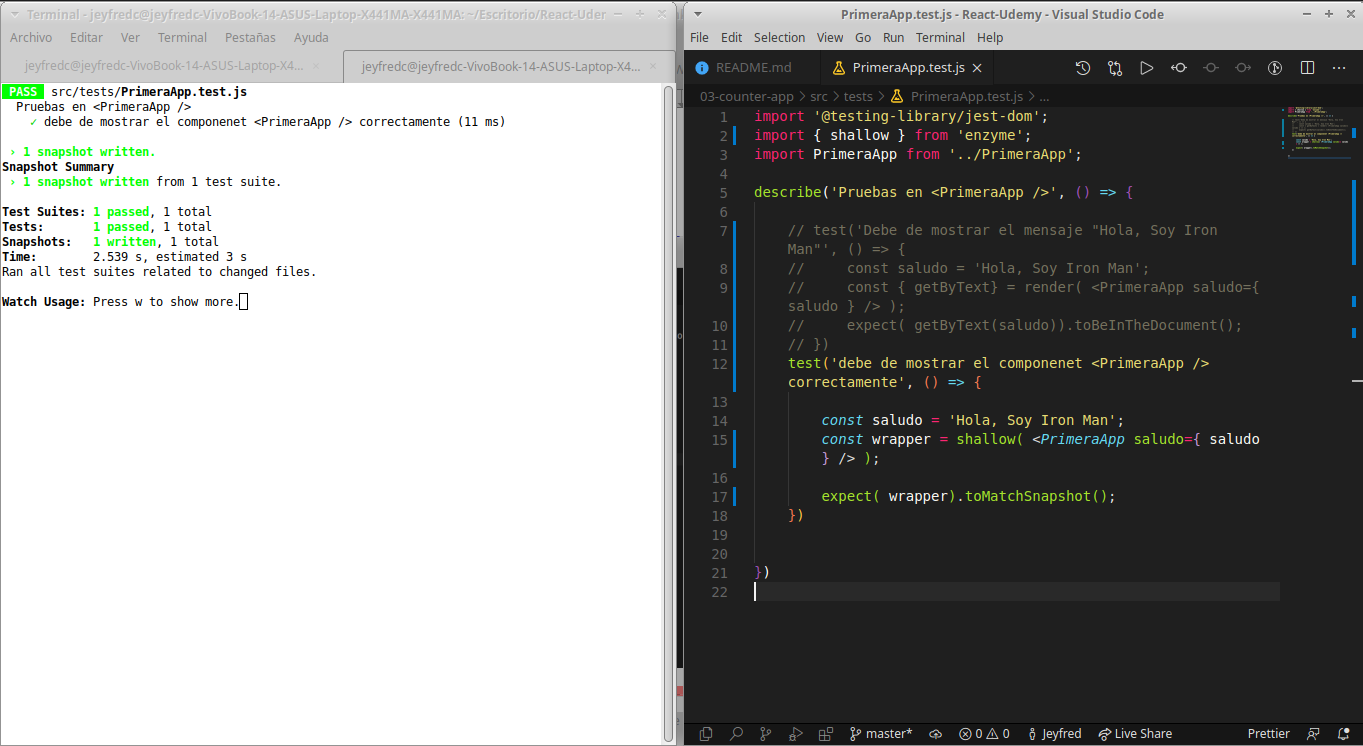 Terminal - jeyfredc@jeyfredc-VivoBook-14-ASUS-Laptop-X441MA-X441MA: ~/Escritorio/React-Uder
Archivo Editar Ver Terminal Pestañas Ayuda
jeyfredc@jeyfredc-VivoBook-14-ASUS-Laptop-X4...
jeyfredc@jeyfredc-VivoBook-14-ASUS-Laptop-X4...
PASS src/tests/PrimeraApp.test.js
Pruebas en <PrimeraApp />
✓ debe de mostrar el componenet <PrimeraApp /> correctamente (11 ms)
› 1 snapshot written.
Snapshot Summary
› 1 snapshot written from 1 test suite.
Test Suites: 1 passed, 1 total
Tests: 1 passed, 1 total
Snapshots: 1 written, 1 total
Time: 2.539 s, estimated 3 s
Ran all test suites related to changed files.
Watch Usage: Press w to show more.
PrimeraApp.test.js - React-Udemy - Visual Studio Code
File Edit Selection View Go Run Terminal Help
README.md
PrimeraApp.test.js
03-counter-app > src > tests > PrimeraApp.test.js > ...
1 import '@testing-library/jest-dom';
2 import { shallow } from 'enzyme';
3 import PrimeraApp from '../PrimeraApp';
4
5 describe('Pruebas en <PrimeraApp />', () => {
6
7 // test('Debe de mostrar el mensaje "Hola, Soy Iron
Man"', () => {
8 // const saludo = 'Hola, Soy Iron Man';
9 // const { getByText} = render( <PrimeraApp saludo={
saludo } /> );
10 // expect( getByText(saludo)).toBeInTheDocument();
11 // })
12 test('debe de mostrar el componenet <PrimeraApp />
correctamente', () => {
13
14 const saludo = 'Hola, Soy Iron Man';
15 const wrapper = shallow( <PrimeraApp saludo={ saludo
} /> );
16
17 expect( wrapper).toMatchSnapshot();
18 })
19
20
21 })
22
master* 0 0 Jeyfred Live Share Prettier